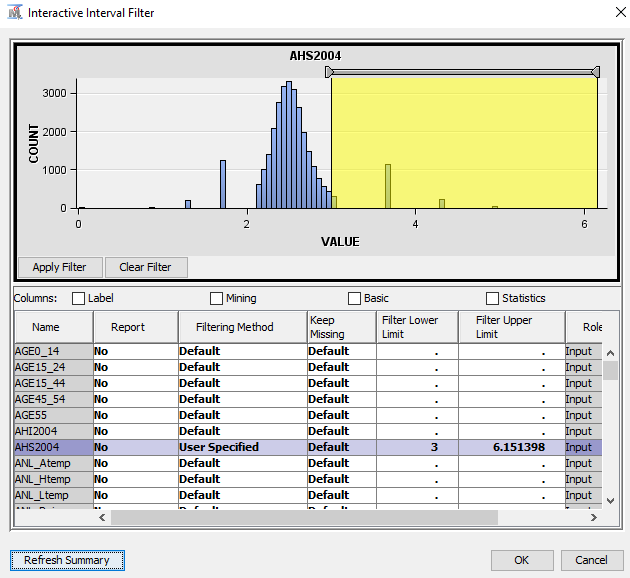 Interactive Interval Filter
AHS2004
COUNT
3000
2000
1000
0
0 2 4 6
VALUE
Apply Filter Clear Filter
Columns: Label Mining Basic Statistics
Name Report Filtering Method Keep Missing Filter Lower Limit Filter Upper Limit Role
AGE0_14 No Default Default . . Input
AGE15_24 No Default Default . . Input
AGE15_44 No Default Default . . Input
AGE45_54 No Default Default . . Input
AGE55 No Default Default . . Input
AHI2004 No Default Default . . Input
AHS2004 No User Specified Default 3 6.151398 Input
ANL_Atemp No Default Default . . Input
ANL_Htemp No Default Default . . Input
ANL_Ltemp No Default Default . . Input
Refresh Summary OK Cancel